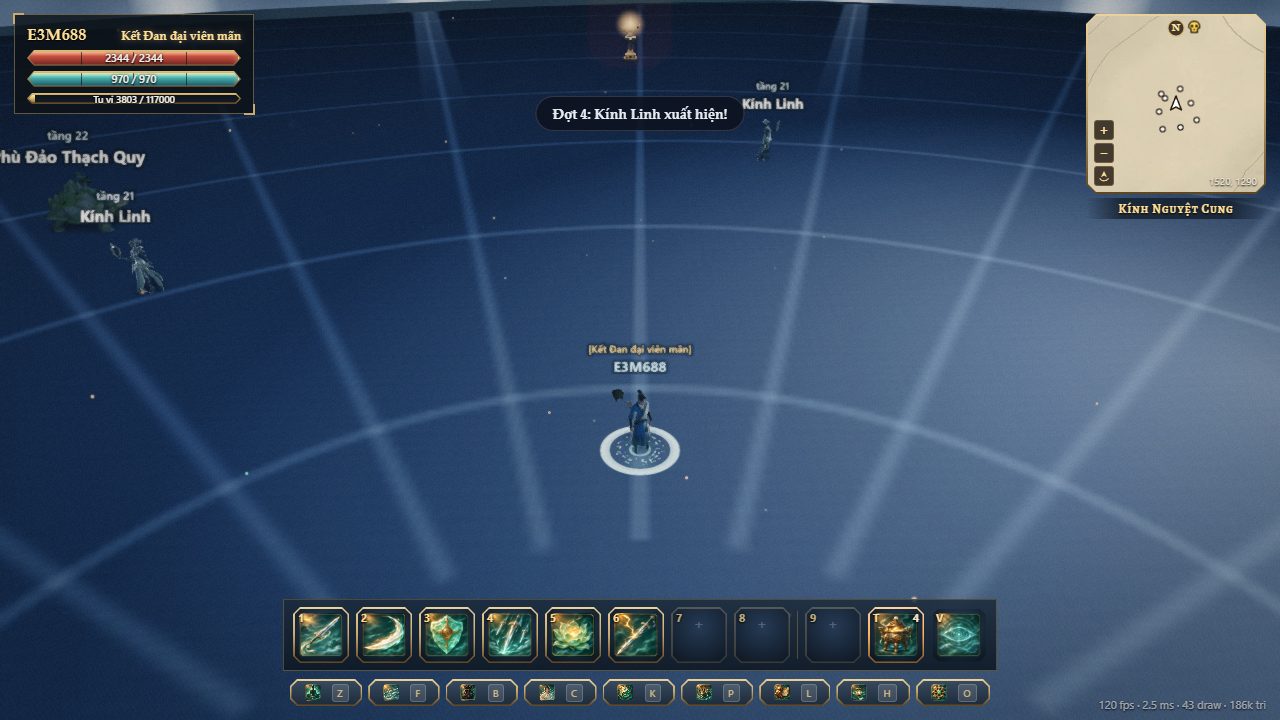 E3M688 Kết Đan đại viên mãn
2344 / 2344
970 / 970
Tu vi 3803 / 117000
N
tầng 21
Kính Linh
Đợt 4: Kính Linh xuất hiện!
tầng 22
Phù Đảo Thạch Quy
tầng 21
Kính Linh
+
−
1520, 1290
Kính Nguyệt Cung
[Kết Đan đại viên mãn]
E3M688
1 2 3 4 5 6 7 + 8 + 9 + T 4 V
Z F B C K P L H O
120 fps · 2.5 ms · 43 draw · 186k tri